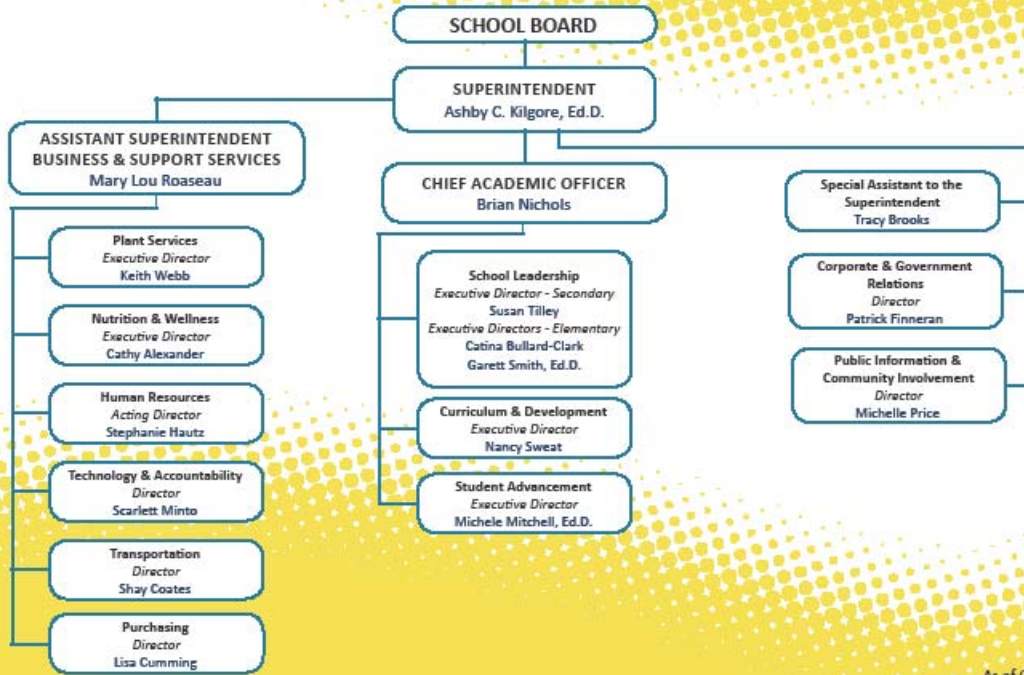 SCHOOL BOARD
SUPERINTENDENT
Ashby C. Kilgore, Ed.D.
ASSISTANT SUPERINTENDENT
BUSINESS & SUPPORT SERVICES
Mary Lou Roaseau
Plant Services
Executive Director
Keith Webb
Nutrition & Wellness
Executive Director
Cathy Alexander
Human Resources
Acting Director
Stephanie Hautz
Technology & Accountability
Director
Scarlett Minto
Transportation
Director
Shay Coates
Purchasing
Director
Lisa Cumming
CHIEF ACADEMIC OFFICER
Brian Nichols
School Leadership
Executive Director - Secondary
Susan Tilley
Executive Directors - Elementary
Catina Bullard-Clark
Garett Smith, Ed.D.
Curriculum & Development
Executive Director
Nancy Sweat
Student Advancement
Executive Director
Michele Mitchell, Ed.D.
Special Assistant to the
Superintendent
Tracy Brooks
Corporate & Government
Relations
Director
Patrick Finneran
Public Information &
Community Involvement
Director
Michelle Price
As of